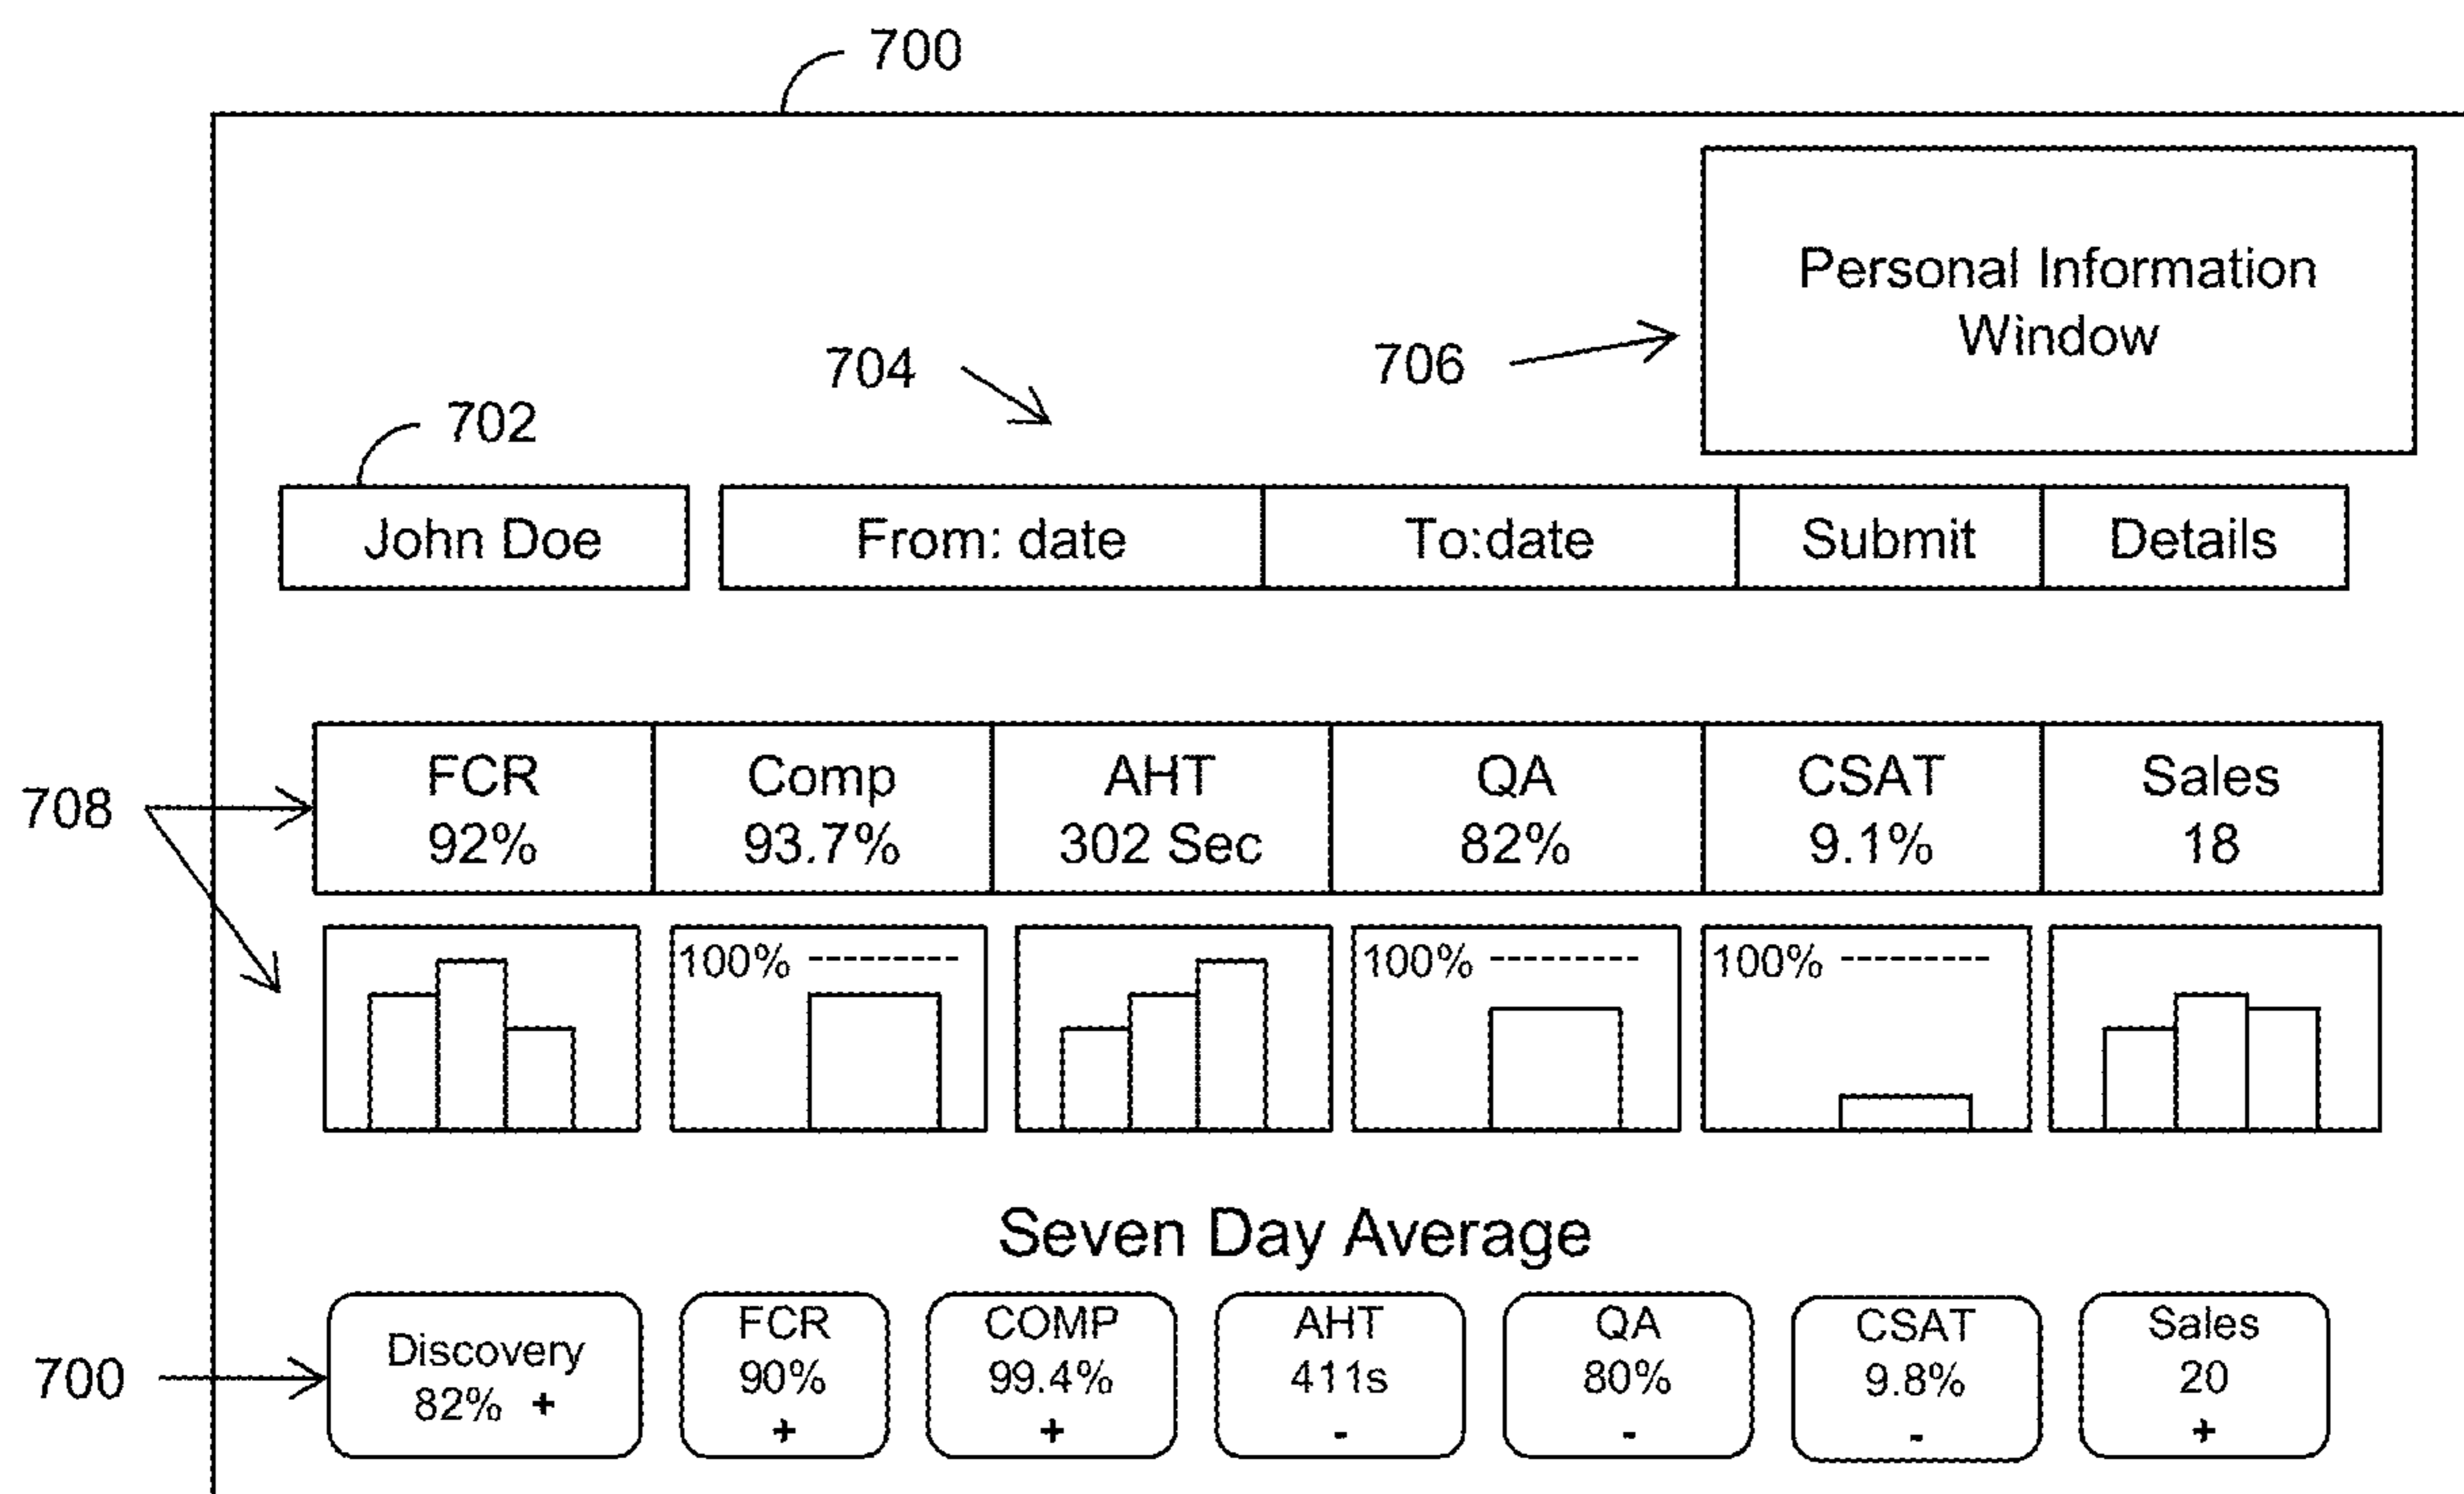 700
Personal Information
Window
704
706
702
John Doe
From: date
To:date
Submit
Details
708
FCR
92%
Comp
93.7%
AHT
302 Sec
QA
82%
CSAT
9.1%
Sales
18
100%
100%
100%
Seven Day Average
700
Discovery
82% +
FCR
90%
+
COMP
99.4%
+
AHT
411s
-
QA
80%
-
CSAT
9.8%
-
Sales
20
+